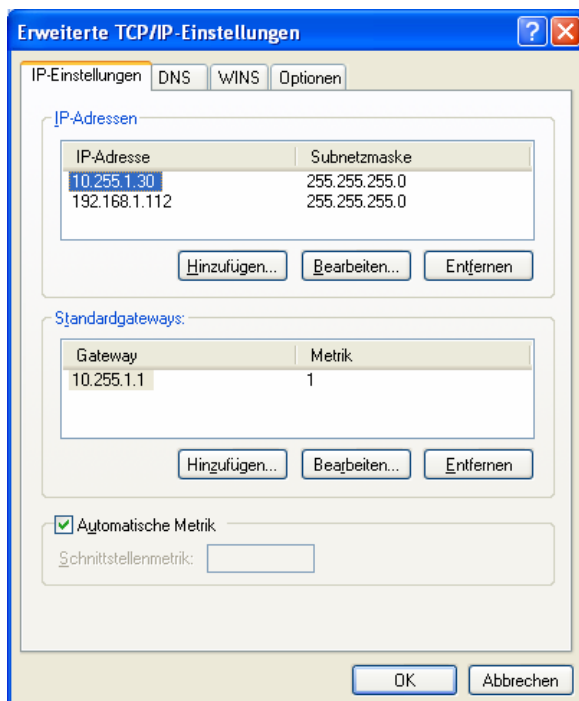 Erweiterte TCP/IP-Einstellungen
IP-Einstellungen DNS WINS Optionen
IP-Adressen
IP-Adresse Subnetzmaske
10.255.1.30 255.255.255.0
192.168.1.112 255.255.255.0
Hinzufügen... Bearbeiten... Entfernen
Standardgateways:
Gateway Metrik
10.255.1.1 1
Hinzufügen... Bearbeiten... Entfernen
Automatische Metrik
Schnittstellenmetrik:
OK Abbrechen